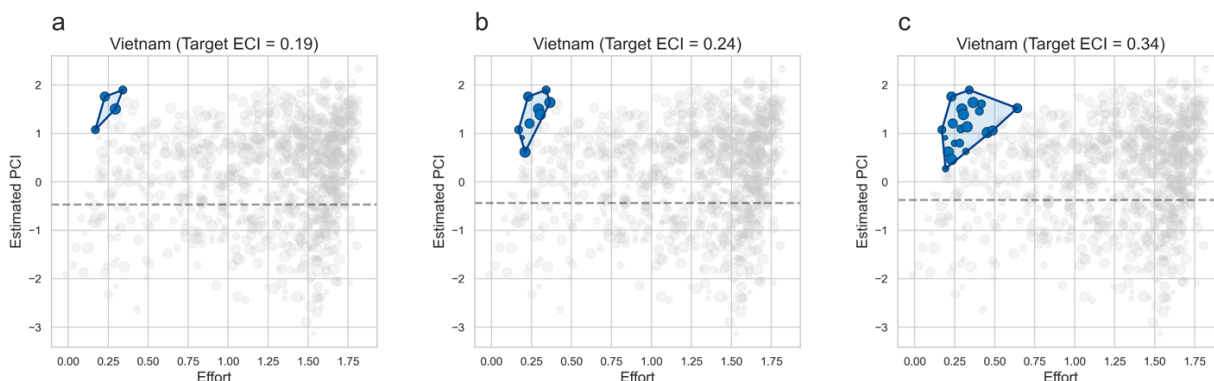 a
Vietnam (Target ECI = 0.19)
Estimated PCI
2
1
0
−1
−2
−3
0.00 0.25 0.50 0.75 1.00 1.25 1.50 1.75
Effort
b
Vietnam (Target ECI = 0.24)
Estimated PCI
2
1
0
−1
−2
−3
0.00 0.25 0.50 0.75 1.00 1.25 1.50 1.75
Effort
c
Vietnam (Target ECI = 0.34)
Estimated PCI
2
1
0
−1
−2
−3
0.00 0.25 0.50 0.75 1.00 1.25 1.50 1.75
Effort